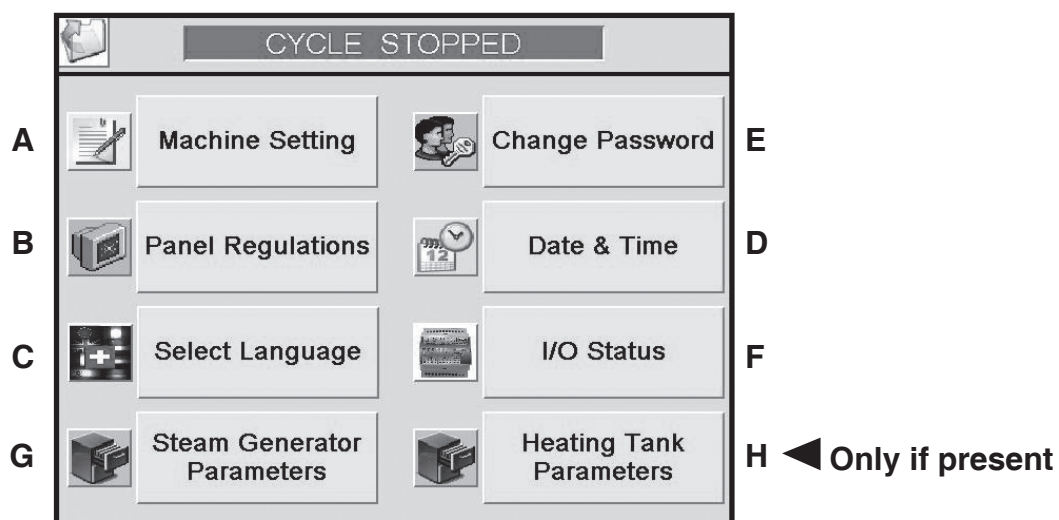 CYCLE STOPPED
A Machine Setting Change Password E
B Panel Regulations 12 Date & Time D
C Select Language I/O Status F
G Steam Generator Parameters Heating Tank Parameters H Only if present